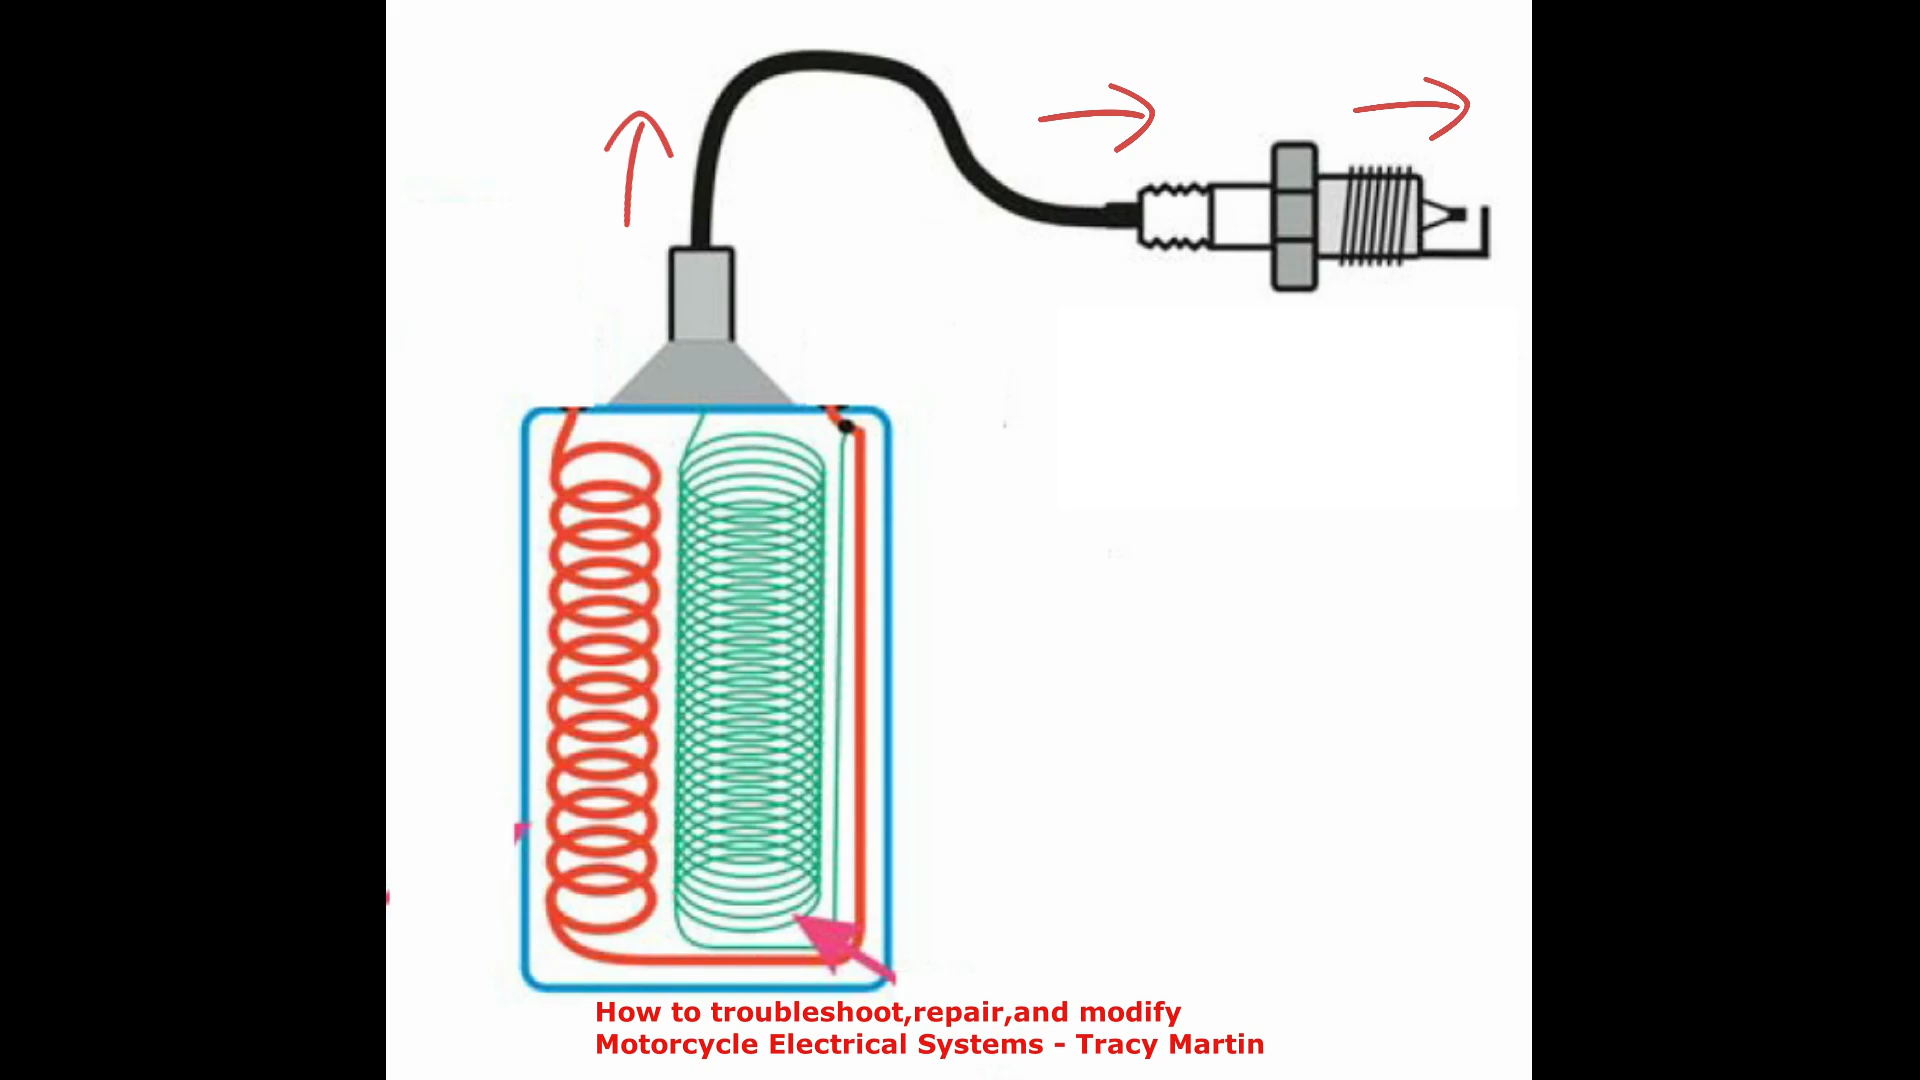 How to troubleshoot,repair,and modify
Motorcycle Electrical Systems - Tracy Martin